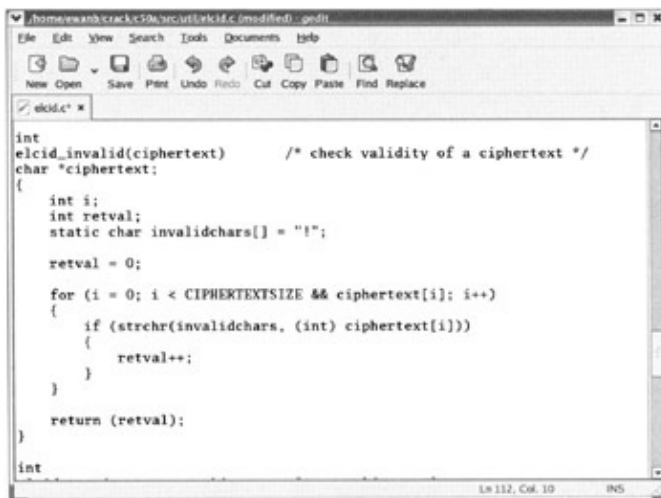 /home/ewanb/crack/c50a/src/util/elcid.c (modified) - gedit
File Edit View Search Tools Documents Help
New Open Save Print Undo Redo Cut Copy Paste Find Replace
elcid.c* ×
int
elcid_invalid(ciphertext) /* check validity of a ciphertext */
char *ciphertext;
{
int i;
int retval;
static char invalidchars[] = "!";
retval = 0;
for (i = 0; i < CIPHERTEXTSIZE && ciphertext[i]; i++)
{
if (strchr(invalidchars, (int) ciphertext[i]))
{
retval++;
}
}
return (retval);
}
int
Ln 112, Col. 10 INS